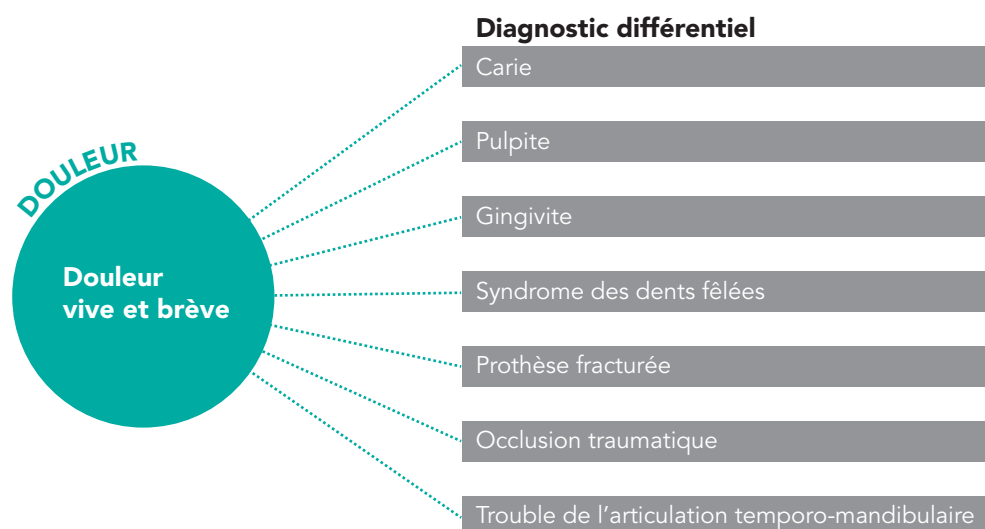 DOULEUR
Douleur
vive et brève
Diagnostic différentiel
Carie
Pulpite
Gingivite
Syndrome des dents fêlées
Prothèse fracturée
Occlusion traumatique
Trouble de l’articulation temporo-mandibulaire